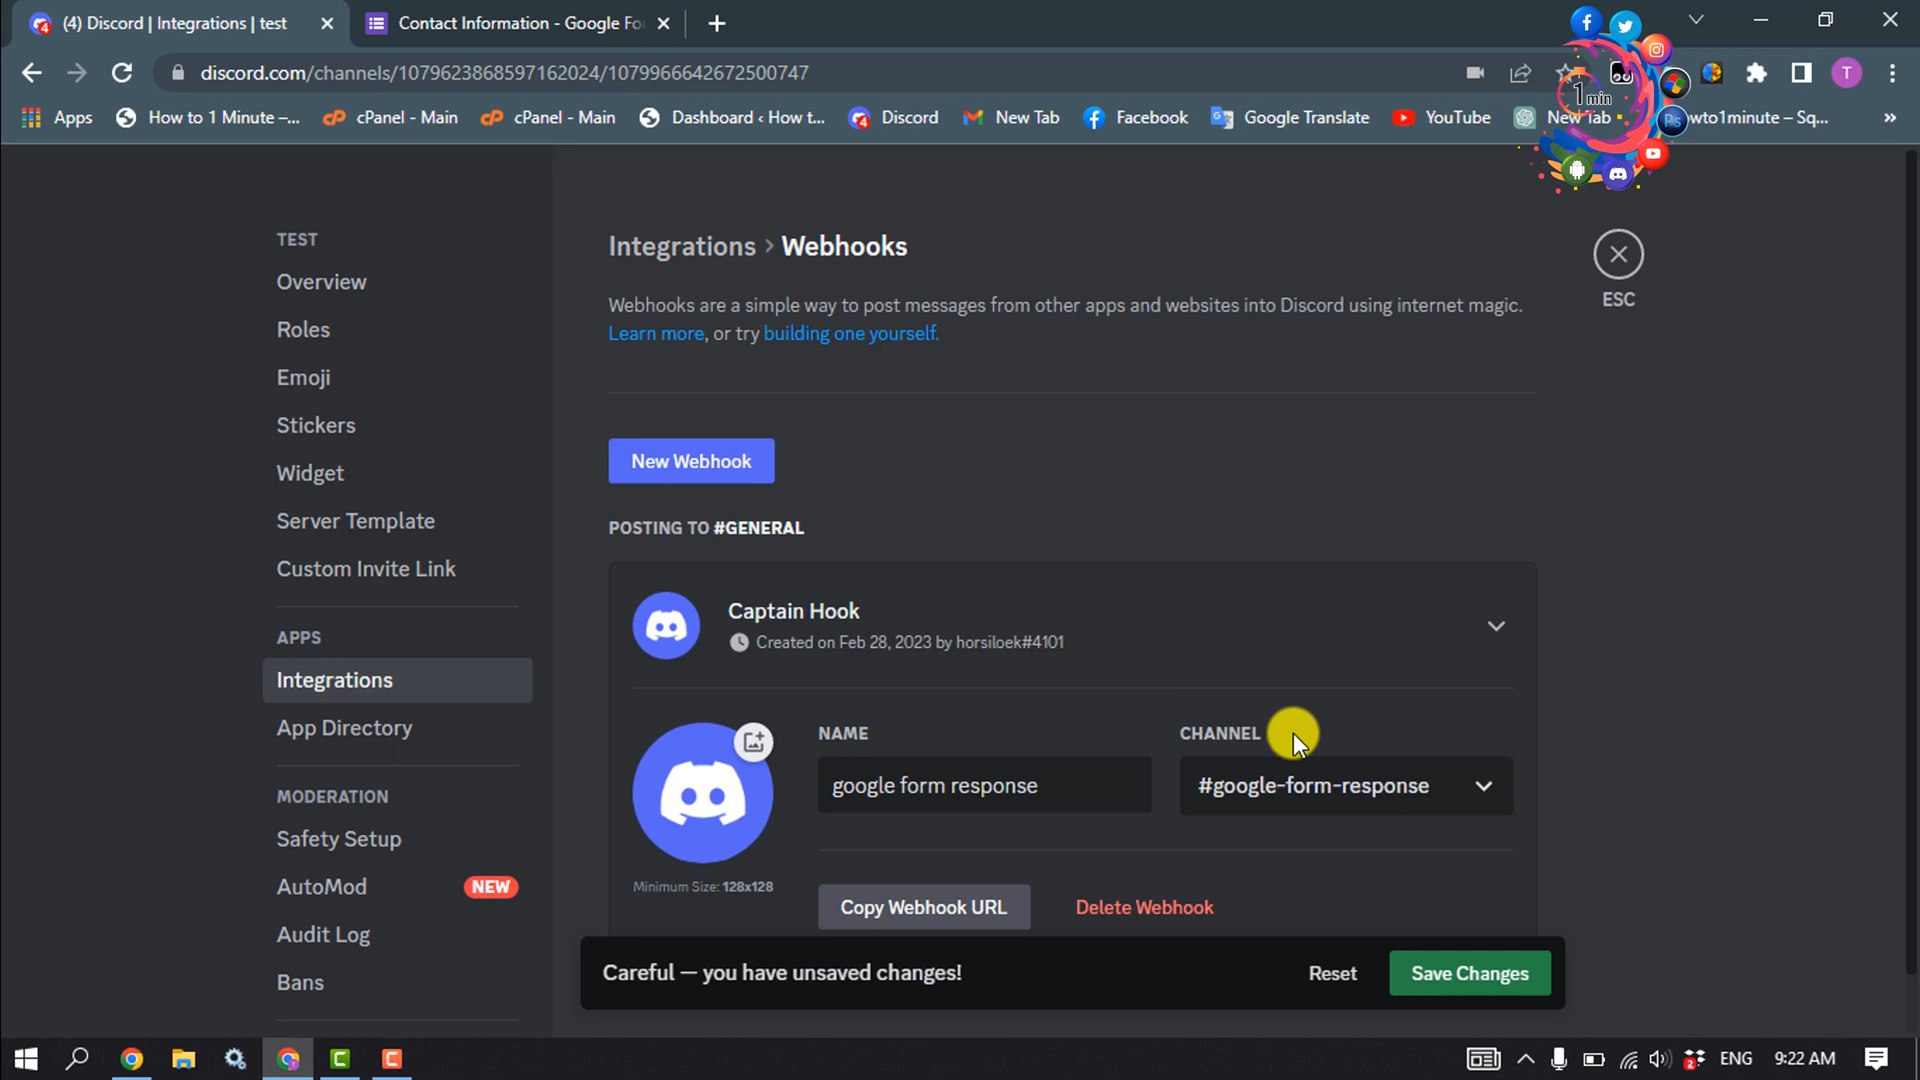 (4) Discord | Integrations | test
Contact Information - Google Fo
discord.com/channels/1079623868597162024/1079966642672500747
T
1 min
Apps
How to 1 Minute –...
cPanel - Main
cPanel - Main
Dashboard ‹ How t...
Discord
New Tab
Facebook
Google Translate
YouTube
New Tab
wto1minute – Sq...
Ps
TEST
Overview
Roles
Emoji
Stickers
Widget
Server Template
Custom Invite Link
APPS
Integrations
App Directory
MODERATION
Safety Setup
AutoMod NEW
Audit Log
Bans
Integrations > Webhooks
ESC
Webhooks are a simple way to post messages from other apps and websites into Discord using internet magic.
Learn more, or try building one yourself.
New Webhook
POSTING TO #GENERAL
Captain Hook
Created on Feb 28, 2023 by horsiloek#4101
NAME
CHANNEL
google form response
#google-form-response
Minimum Size: 128x128
Copy Webhook URL
Delete Webhook
Careful — you have unsaved changes!
Reset
Save Changes
ENG
9:22 AM